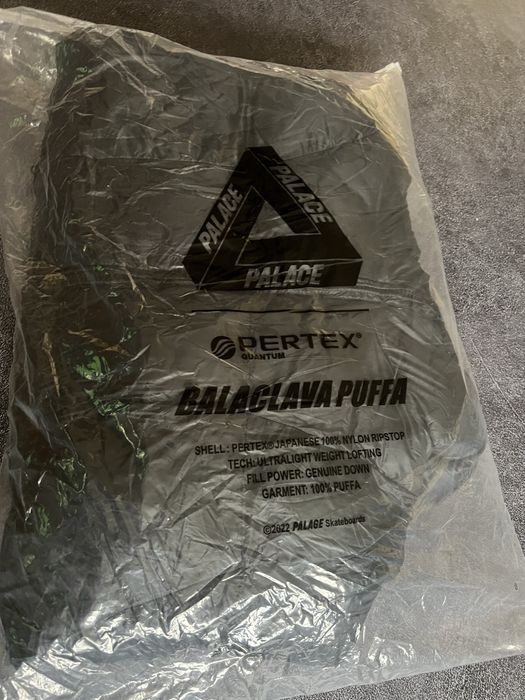 PALACE
PALACE
PALACE
PERTEX®
QUANTUM
BALACLAVA PUFFA
SHELL: PERTEX® JAPANESE 100% NYLON RIPSTOP
TECH: ULTRALIGHT WEIGHT LOFTING
FILL POWER: GENUINE DOWN
GARMENT: 100% PUFFA
©2022 PALACE Skateboards